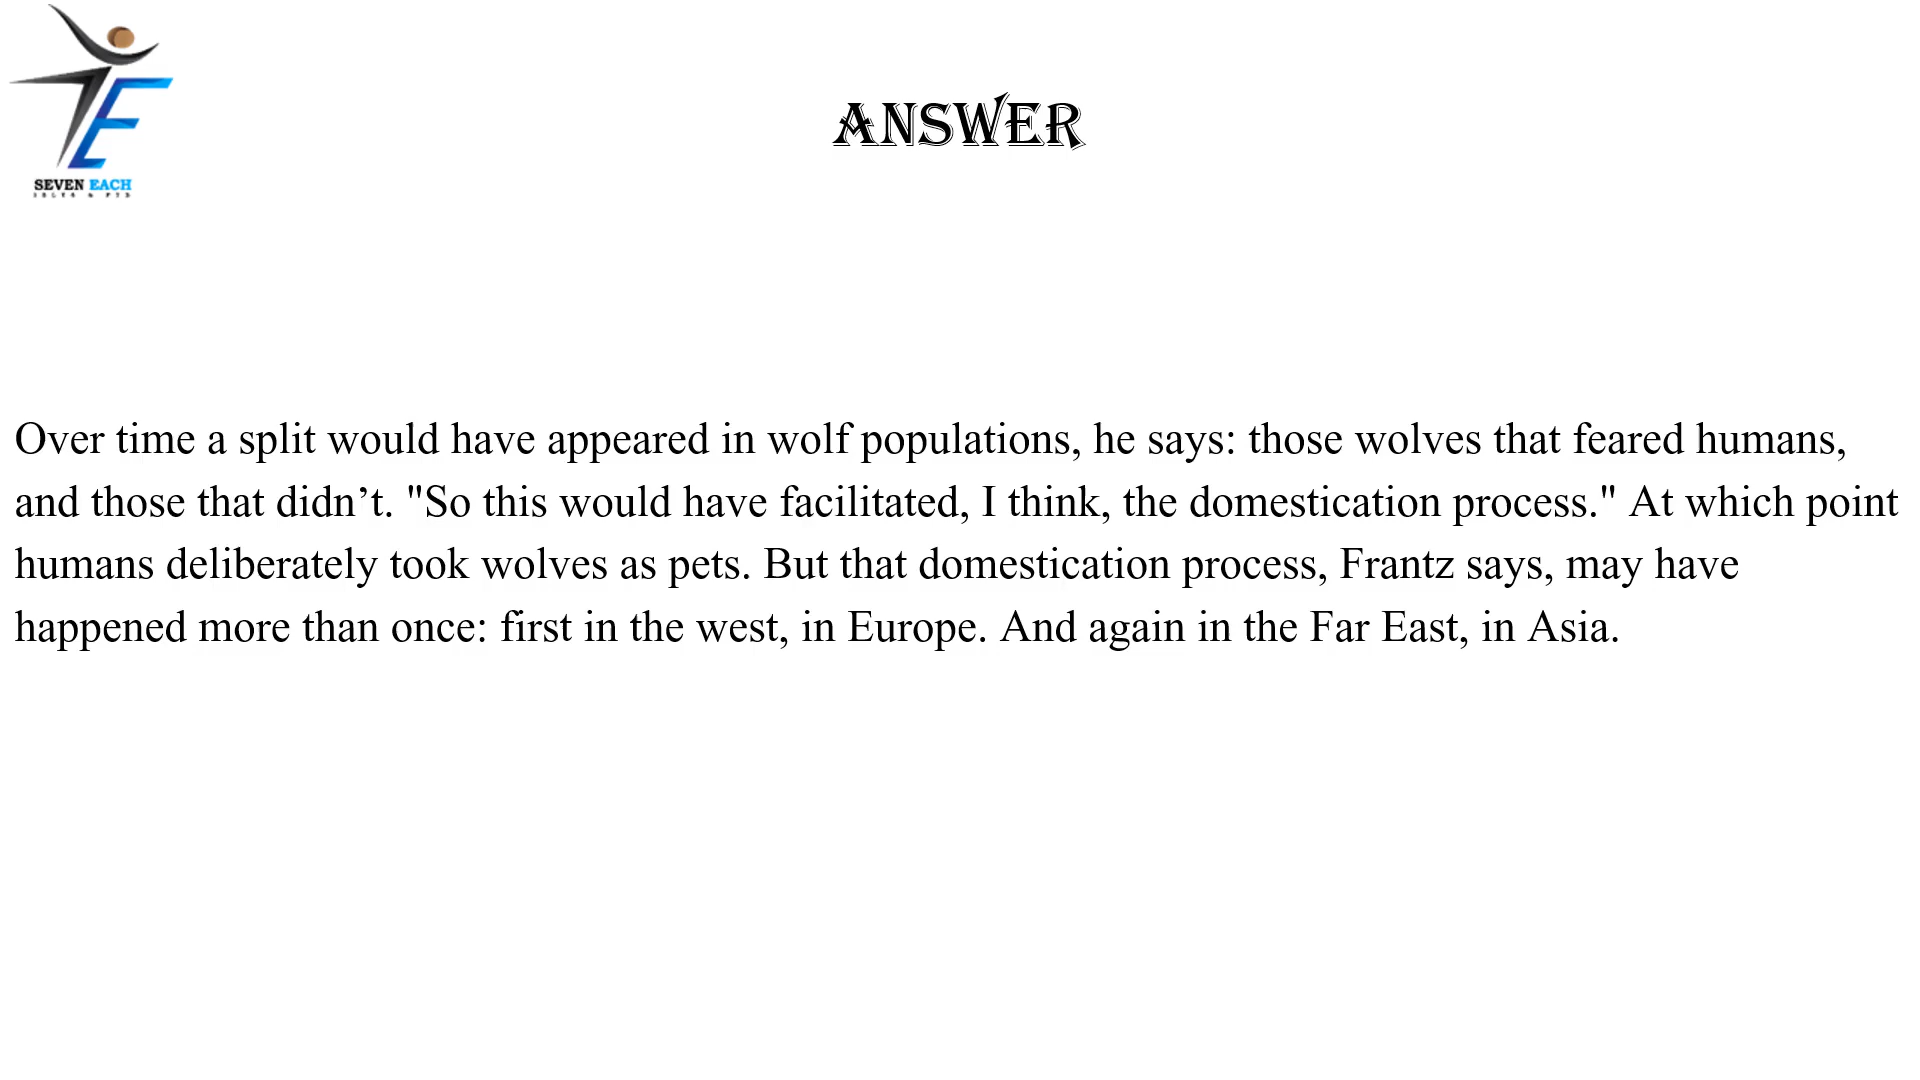 SEVEN EACH
IELTS & PTE
ANSWER
Over time a split would have appeared in wolf populations, he says: those wolves that feared humans,
and those that didn’t. "So this would have facilitated, I think, the domestication process." At which point
humans deliberately took wolves as pets. But that domestication process, Frantz says, may have
happened more than once: first in the west, in Europe. And again in the Far East, in Asia.